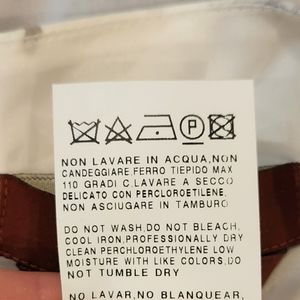 P
NON LAVARE IN ACQUA,NON
CANDEGGIARE.FERRO TIEPIDO MAX
110 GRADI C.LAVARE A SECCO
DELICATO CON PERCLOROETILENE.
NON ASCIUGARE IN TAMBURO
DO NOT WASH,DO NOT BLEACH,
COOL IRON,PROFESSIONALLY DRY
CLEAN PERCHLOROETHYLENE LOW
MOISTURE WITH LIKE COLORS,DO
NOT TUMBLE DRY
NO LAVAR,NO BLANQUEAR,